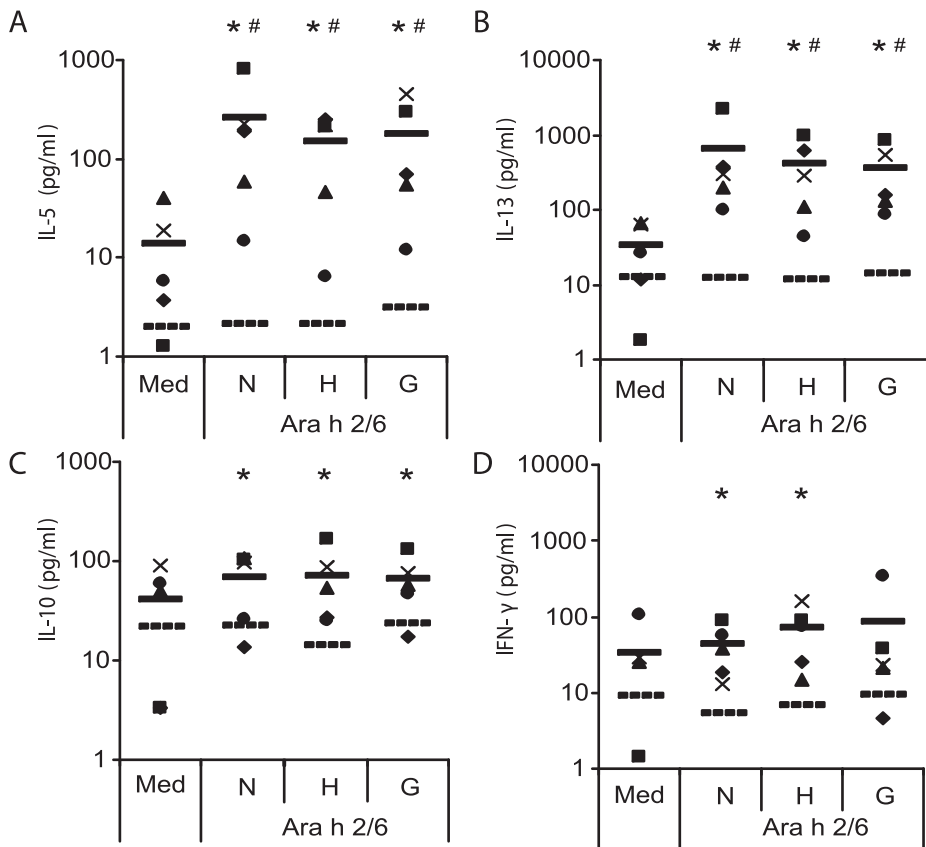 A
* # * # * #
1000
100
10
1
IL-5 (pg/ml)
Med N H G
Ara h 2/6
B
* # * # * #
10000
1000
100
10
1
IL-13 (pg/ml)
Med N H G
Ara h 2/6
C
* * *
1000
100
10
1
IL-10 (pg/ml)
Med N H G
Ara h 2/6
D
* *
10000
1000
100
10
1
IFN- γ (pg/ml)
Med N H G
Ara h 2/6